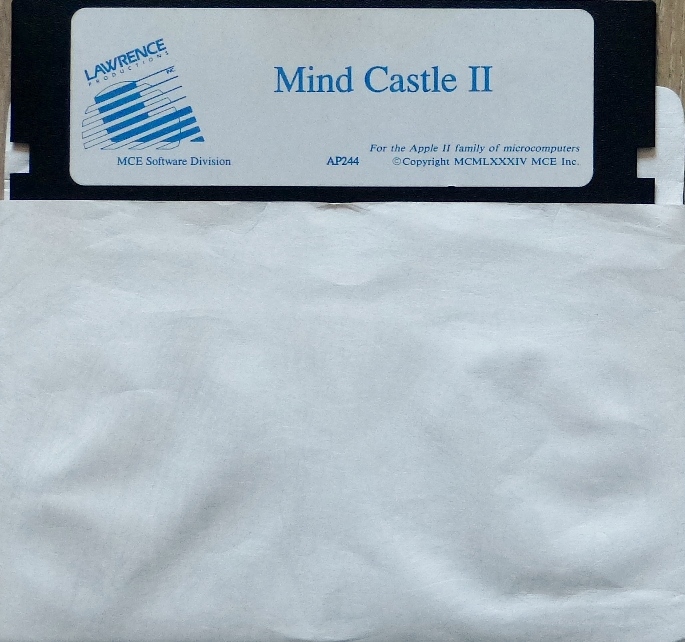 LAWRENCE
PRODUCTIONS
Mind Castle II
For the Apple II family of microcomputers
MCE Software Division AP244 ©Copyright MCMLXXXIV MCE Inc.